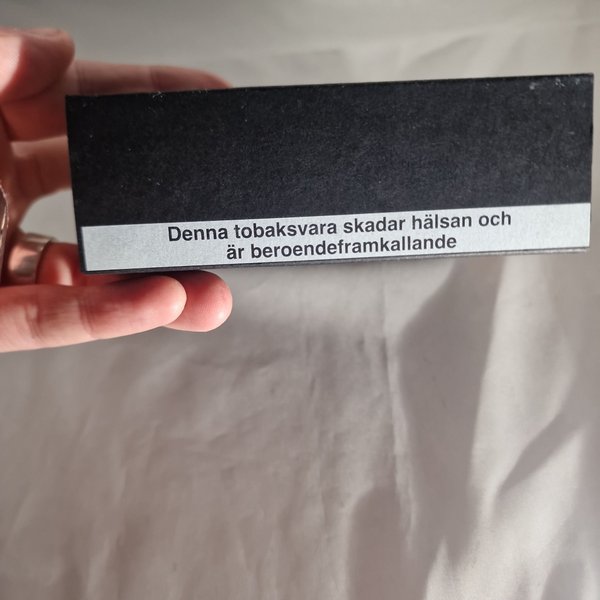 Denna tobaksvara skadar hälsan och
är beroendeframkallande